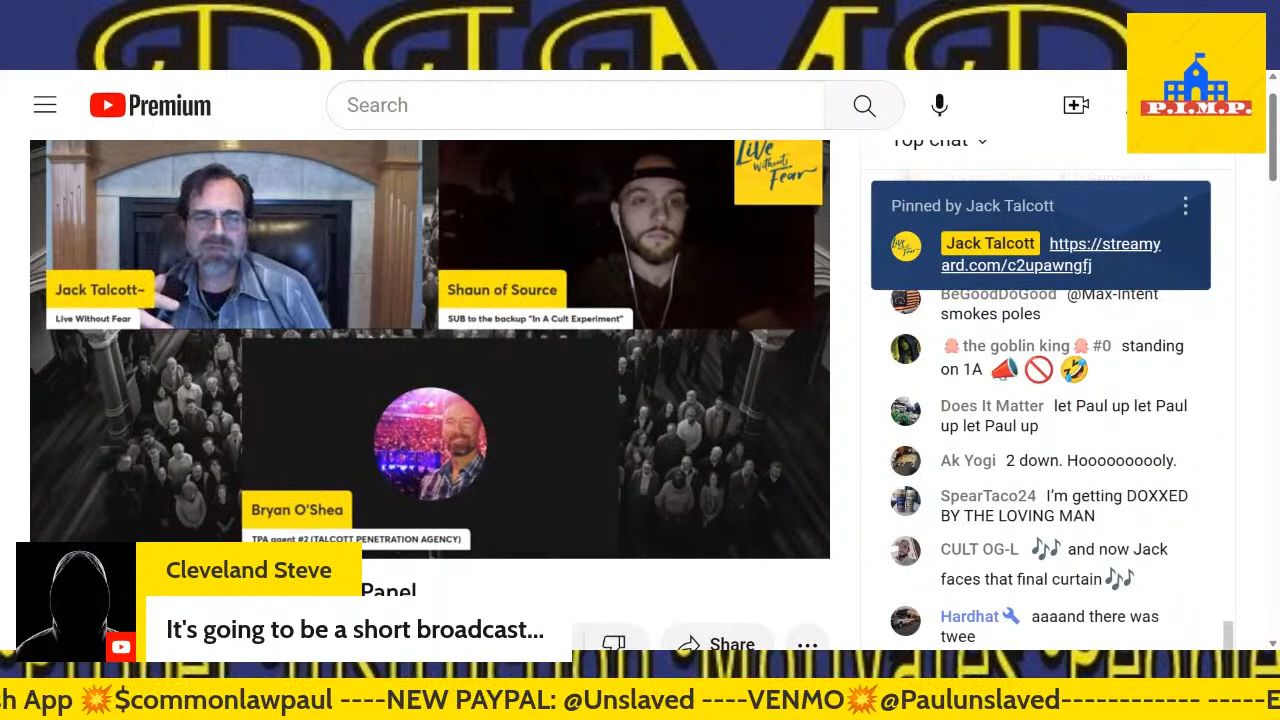 P.I.M.P.
Premium
Search
Top chat
Live
Without
Fear
Pinned by Jack Talcott
Jack Talcott https://streamy
ard.com/c2upawngfj
Jack Talcott~
Live Without Fear
Shaun of Source
SUB to the backup "In A Cult Experiment"
BeGoodDoGood @Max-Intent
smokes poles
the goblin king #0 standing
on 1A
Does It Matter let Paul up let Paul
up let Paul up
Ak Yogi 2 down. Hoooooooooly.
SpearTaco24 I'm getting DOXXED
BY THE LOVING MAN
CULT OG-L 🎶 and now Jack
faces that final curtain🎶
Hardhat aaaand there was
twee
Bryan O'Shea
TPA agent #2 (TALCOTT PENETRATION AGENCY)
Panel
Share
Cleveland Steve
It's going to be a short broadcast...
h App 💥$commonlawpaul ----NEW PAYPAL: @Unslaved ----VENMO💥@Paulunslaved------------ -----E